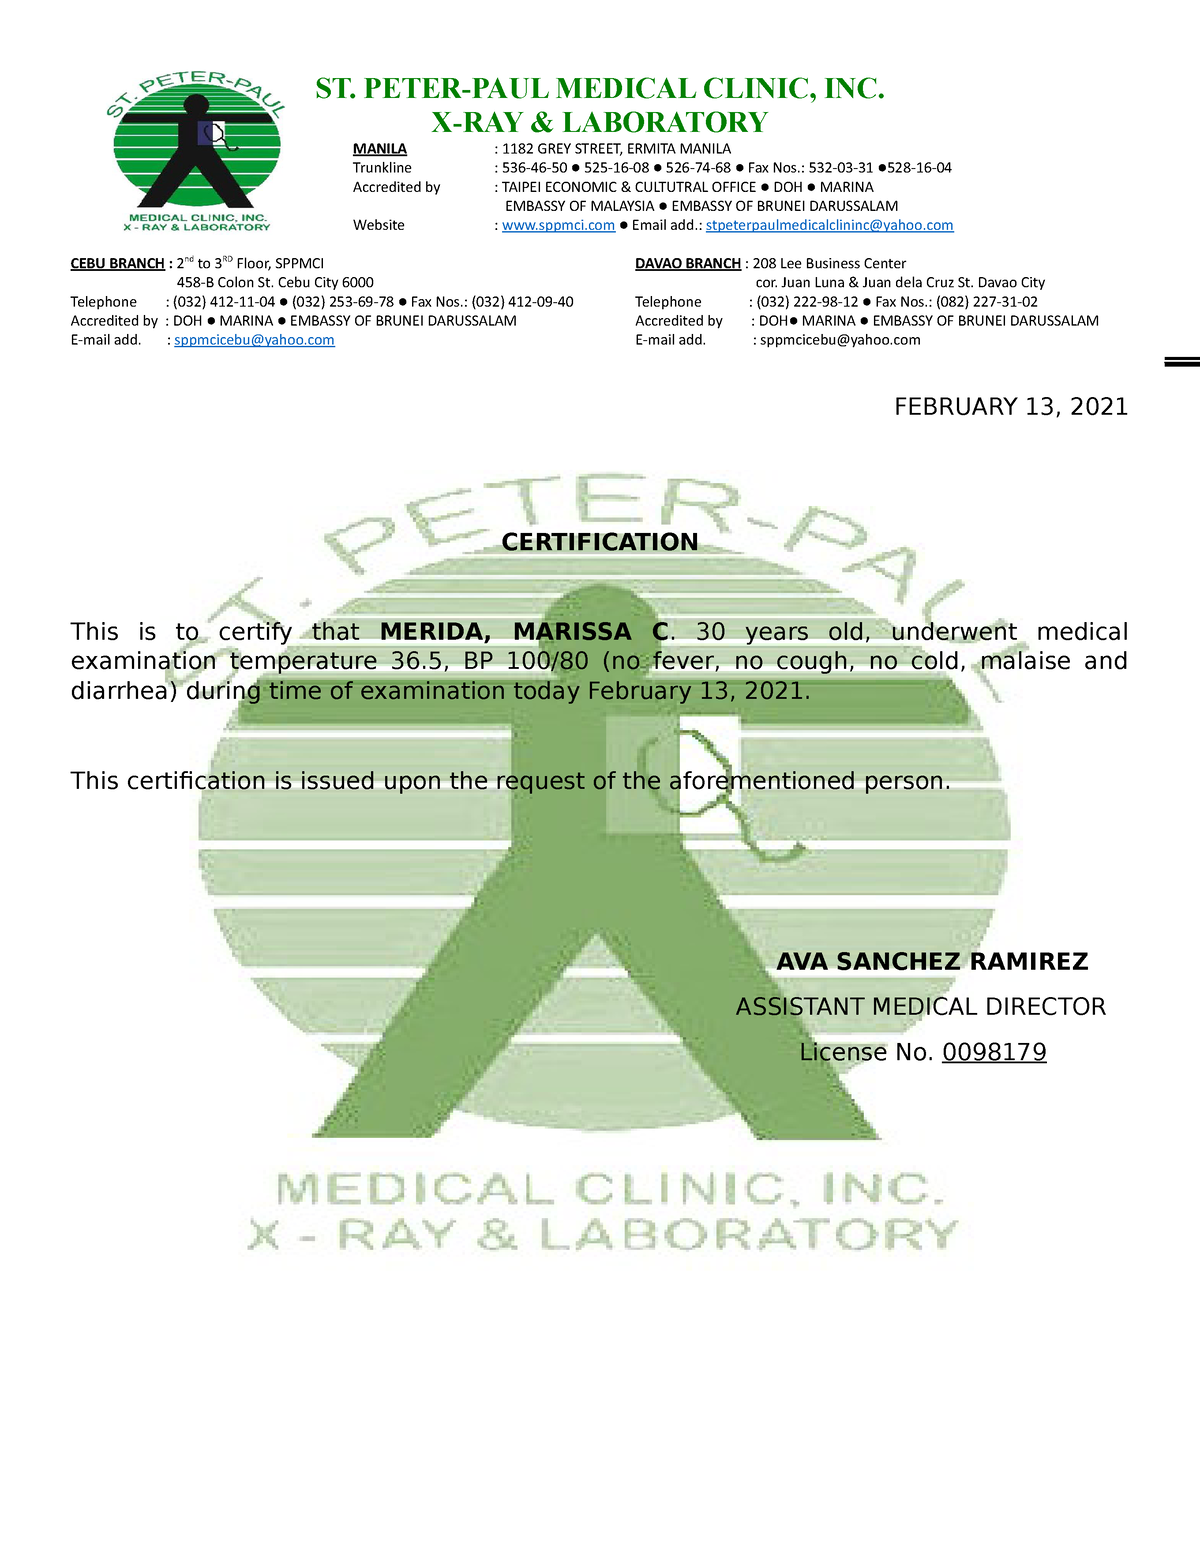 ST. PETER-PAUL
MEDICAL CLINIC, INC.
X - RAY & LABORATORY
ST. PETER-PAUL MEDICAL CLINIC, INC.
X-RAY & LABORATORY
MANILA : 1182 GREY STREET, ERMITA MANILA
Trunkline : 536-46-50 ● 525-16-08 ● 526-74-68 ● Fax Nos.: 532-03-31 ●528-16-04
Accredited by : TAIPEI ECONOMIC & CULTUTRAL OFFICE ● DOH ● MARINA
EMBASSY OF MALAYSIA ● EMBASSY OF BRUNEI DARUSSALAM
Website : www.sppmci.com ● Email add.: stpeterpaulmedicalclininc@yahoo.com
CEBU BRANCH : 2nd to 3RD Floor, SPPMCI
458-B Colon St. Cebu City 6000
Telephone : (032) 412-11-04 ● (032) 253-69-78 ● Fax Nos.: (032) 412-09-40
Accredited by : DOH ● MARINA ● EMBASSY OF BRUNEI DARUSSALAM
E-mail add. : sppmcicebu@yahoo.com
DAVAO BRANCH : 208 Lee Business Center
cor. Juan Luna & Juan dela Cruz St. Davao City
Telephone : (032) 222-98-12 ● Fax Nos.: (082) 227-31-02
Accredited by : DOH● MARINA ● EMBASSY OF BRUNEI DARUSSALAM
E-mail add. : sppmcicebu@yahoo.com
FEBRUARY 13, 2021
ST. PETER-PAUL
CERTIFICATION
This is to certify that MERIDA, MARISSA C. 30 years old, underwent medical
examination temperature 36.5, BP 100/80 (no fever, no cough, no cold, malaise and
diarrhea) during time of examination today February 13, 2021.
This certification is issued upon the request of the aforementioned person.
AVA SANCHEZ RAMIREZ
ASSISTANT MEDICAL DIRECTOR
License No. 0098179
MEDICAL CLINIC, INC.
X - RAY & LABORATORY